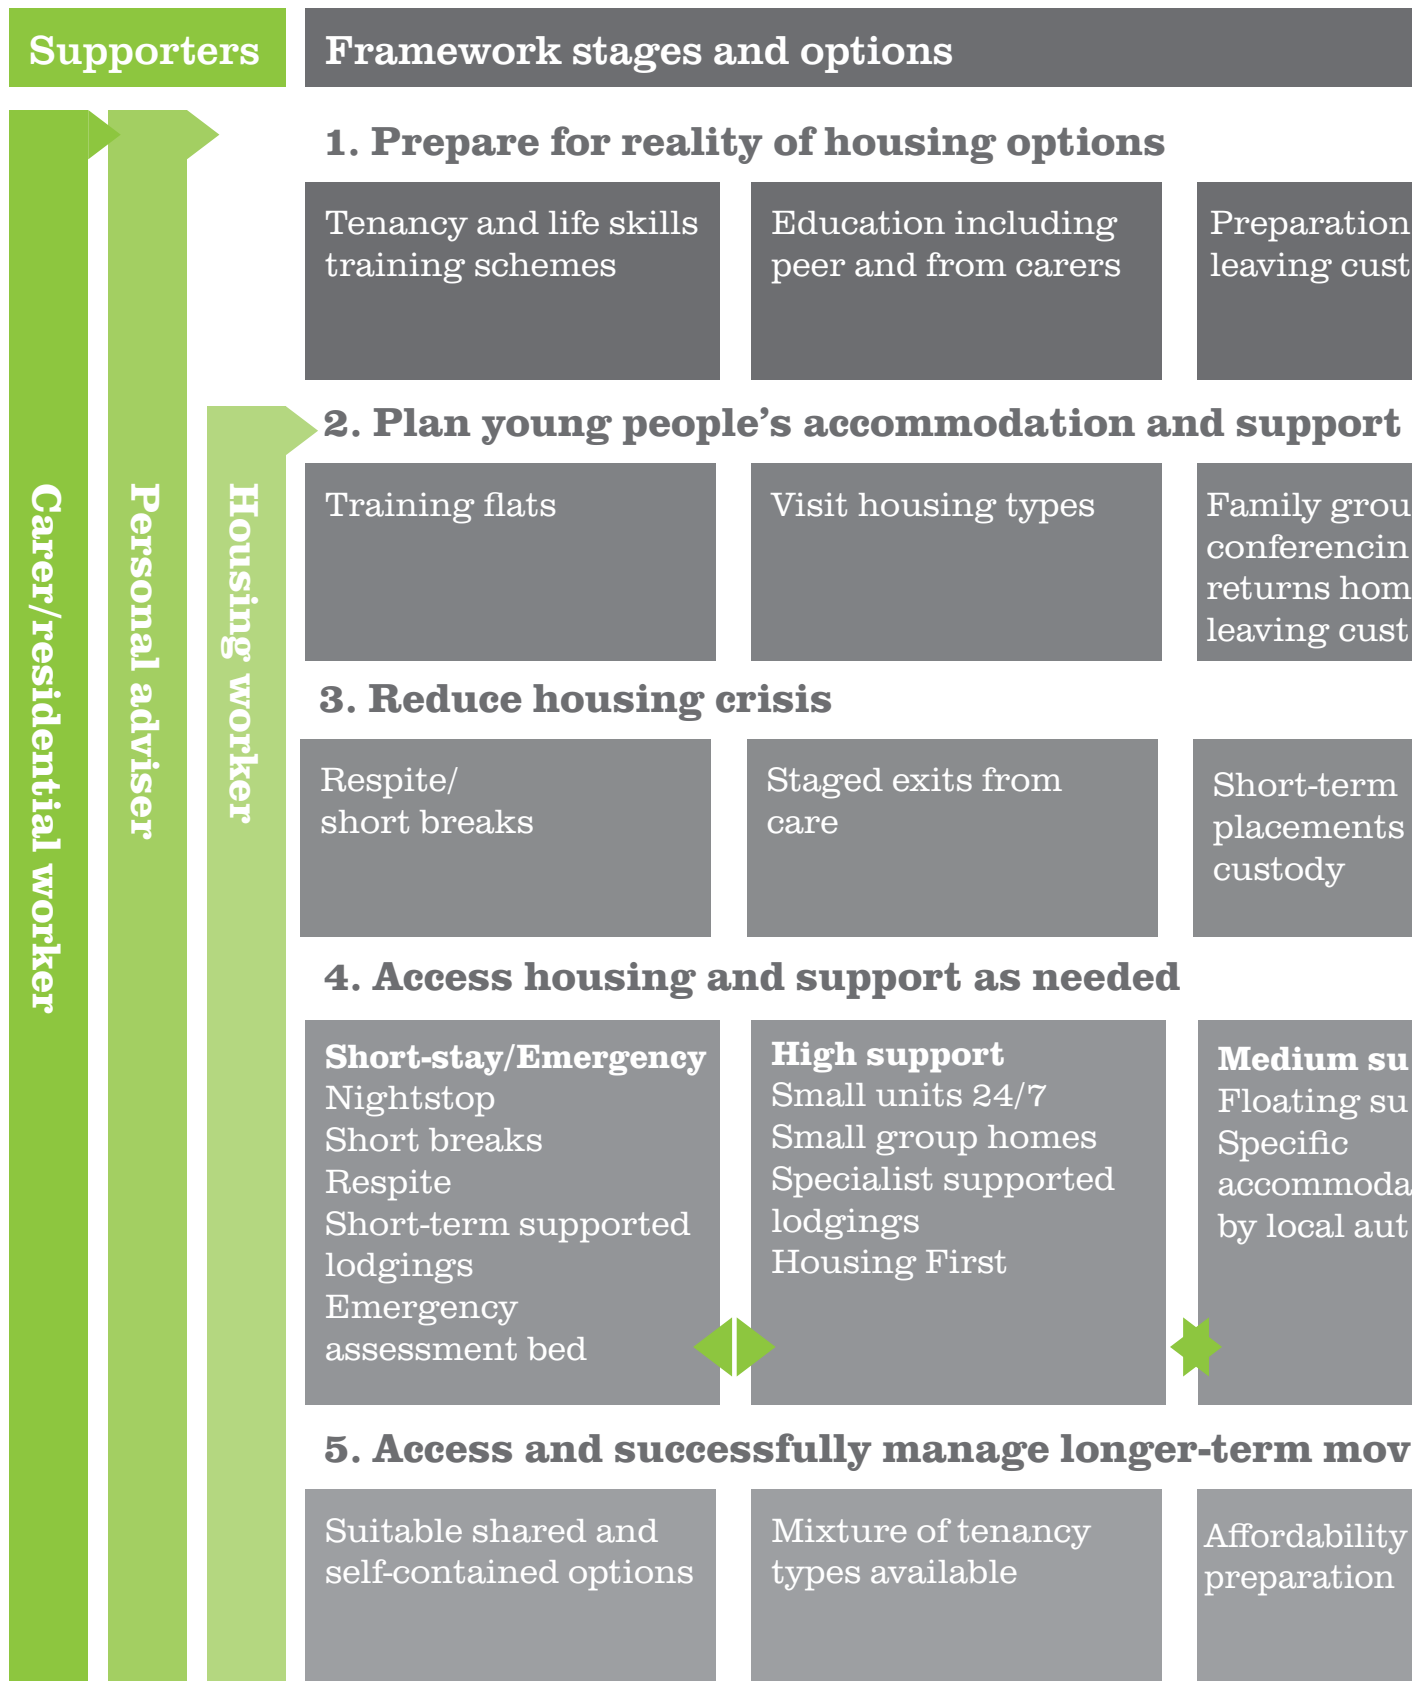 Supporters
Framework stages and options
Carer/residential worker
Personal adviser
Housing worker
1. Prepare for reality of housing options
Tenancy and life skills
training schemes
Education including
peer and from carers
Preparation
leaving cust
2. Plan young people’s accommodation and support
Training flats
Visit housing types
Family grou
conferencin
returns hom
leaving cust
3. Reduce housing crisis
Respite/
short breaks
Staged exits from
care
Short-term
placements
custody
4. Access housing and support as needed
Short-stay/Emergency
Nightstop
Short breaks
Respite
Short-term supported
lodgings
Emergency
assessment bed
High support
Small units 24/7
Small group homes
Specialist supported
lodgings
Housing First
Medium su
Floating su
Specific
accommoda
by local aut
5. Access and successfully manage longer-term mov
Suitable shared and
self-contained options
Mixture of tenancy
types available
Affordability
preparation